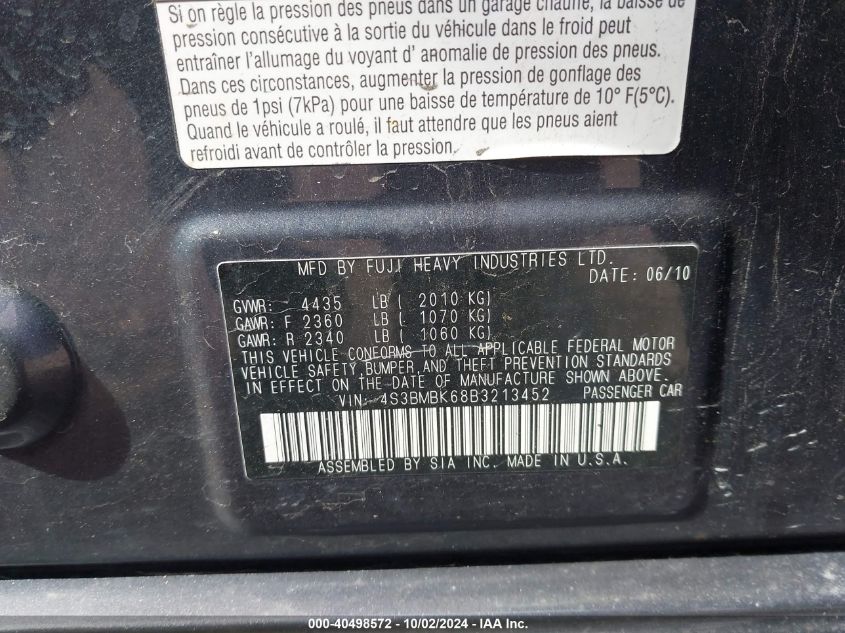 Si on règle la pression des pneus dans un garage chauffé, la baisse de
pression consécutive à la sortie du véhicule dans le froid peut
entraîner l'allumage du voyant d' anomalie de pression des pneus.
Dans ces circonstances, augmenter la pression de gonflage des
pneus de 1psi (7kPa) pour une baisse de température de 10° F(5°C).
Quand le véhicule a roulé, il faut attendre que les pneus aient
refroidi avant de contrôler la pression.
MFD BY FUJI HEAVY INDUSTRIES LTD.
DATE: 06/10
GVWR: 4435 LB ( 2010 KG)
GAWR: F 2360 LB ( 1070 KG)
GAWR: R 2340 LB ( 1060 KG)
THIS VEHICLE CONFORMS TO ALL APPLICABLE FEDERAL MOTOR
VEHICLE SAFETY, BUMPER, AND THEFT PREVENTION STANDARDS
IN EFFECT ON THE DATE OF MANUFACTURE SHOWN ABOVE.
VIN: 4S3BMBK68B3213452 PASSENGER CAR
ASSEMBLED BY SIA INC. MADE IN U.S.A.
000-40498572 - 10/02/2024 - IAA Inc.